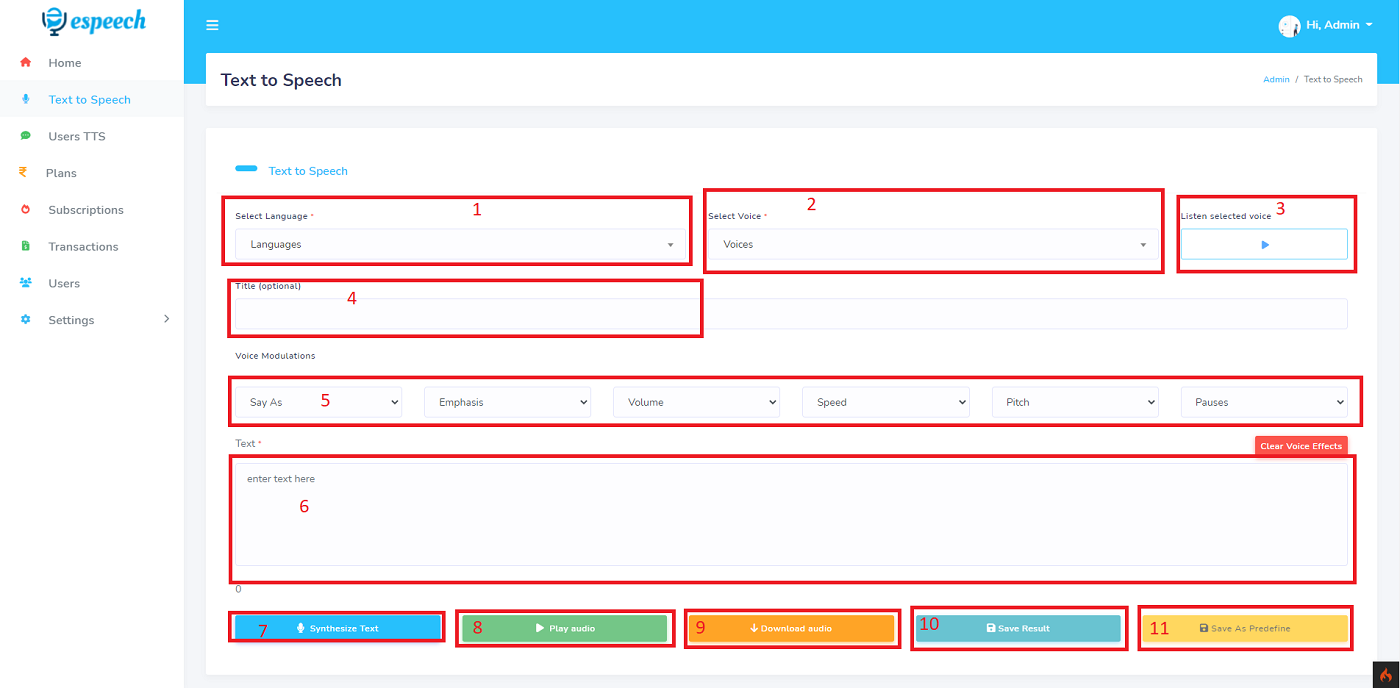 espeech
Hi, Admin
Home
Text to Speech
Users TTS
Plans
Subscriptions
Transactions
Users
Settings
Text to Speech
Admin / Text to Speech
Text to Speech
1
2
3
Select Language *
Select Voice *
Listen selected voice
Languages
Voices
Title (optional)
4
Voice Modulations
Say As
5
Emphasis
Volume
Speed
Pitch
Pauses
Text *
Clear Voice Effects
enter text here
6
0
7 Synthesize Text
8 Play audio
9 Download audio
10 Save Result
11 Save As Predefine